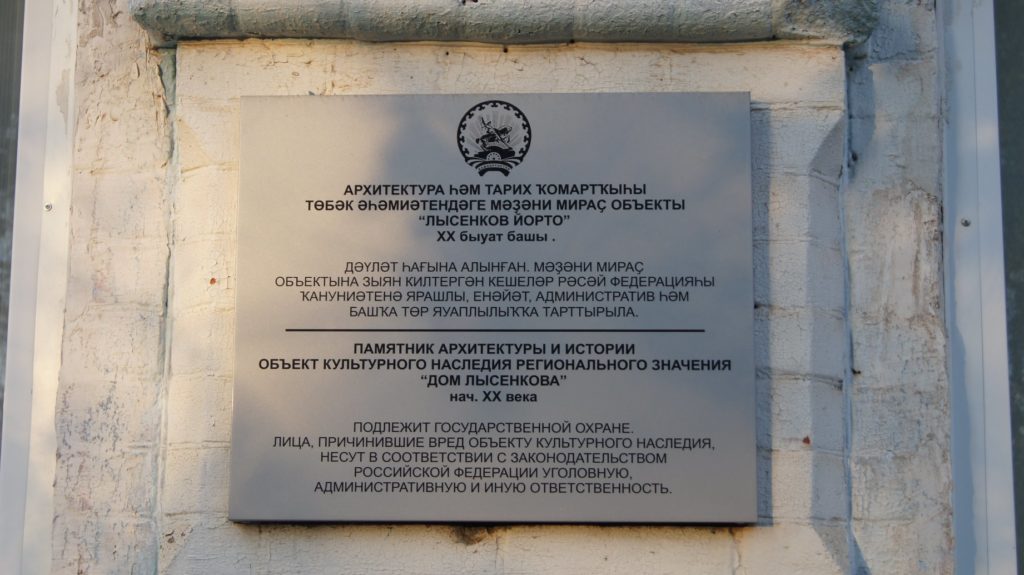 АРХИТЕКТУРА ҺӘМ ТАРИХ ҠОМАРТҠЫҺЫ
ТӨБӘК ӘҺӘМИӘТЕНДӘГЕ МӘҘӘНИ МИРАҪ ОБЪЕКТЫ
“ЛЫСЕНКОВ ЙОРТО”
XX быуат башы .
ДӘҮЛӘТ ҺАҒЫНА АЛЫНҒАН. МӘҘӘНИ МИРАҪ
ОБЪЕКТЫНА ЗЫЯН КИЛТЕРГӘН КЕШЕЛӘР РӘСӘЙ ФЕДЕРАЦИЯҺЫ
ҠАНУНИӘТЕНӘ ЯРАШЛЫ, ЕНӘЙӘТ, АДМИНИСТРАТИВ ҺӘМ
БАШҠА ТӨР ЯУАПЛЫЛЫҠҠА ТАРТТЫРЫЛА.
ПАМЯТНИК АРХИТЕКТУРЫ И ИСТОРИИ
ОБЪЕКТ КУЛЬТУРНОГО НАСЛЕДИЯ РЕГИОНАЛЬНОГО ЗНАЧЕНИЯ
“ДОМ ЛЫСЕНКОВА”
нач. XX века
ПОДЛЕЖИТ ГОСУДАРСТВЕННОЙ ОХРАНЕ.
ЛИЦА, ПРИЧИНИВШИЕ ВРЕД ОБЪЕКТУ КУЛЬТУРНОГО НАСЛЕДИЯ,
НЕСУТ В СООТВЕТСТВИИ С ЗАКОНОДАТЕЛЬСТВОМ
РОССИЙСКОЙ ФЕДЕРАЦИИ УГОЛОВНУЮ,
АДМИНИСТРАТИВНУЮ И ИНУЮ ОТВЕТСТВЕННОСТЬ.